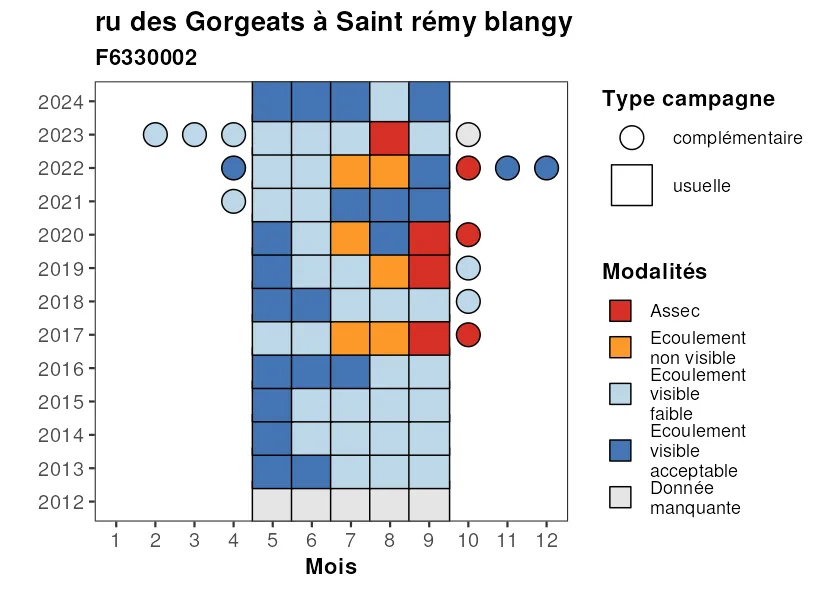 ru des Gorgeats à Saint rémy blangy
F6330002
2024
2023
2022
2021
2020
2019
2018
2017
2016
2015
2014
2013
2012
1 2 3 4 5 6 7 8 9 10 11 12
Mois
Type campagne
complémentaire
usuelle
Modalités
Assec
Ecoulement
non visible
Ecoulement
visible
faible
Ecoulement
visible
acceptable
Donnée
manquante